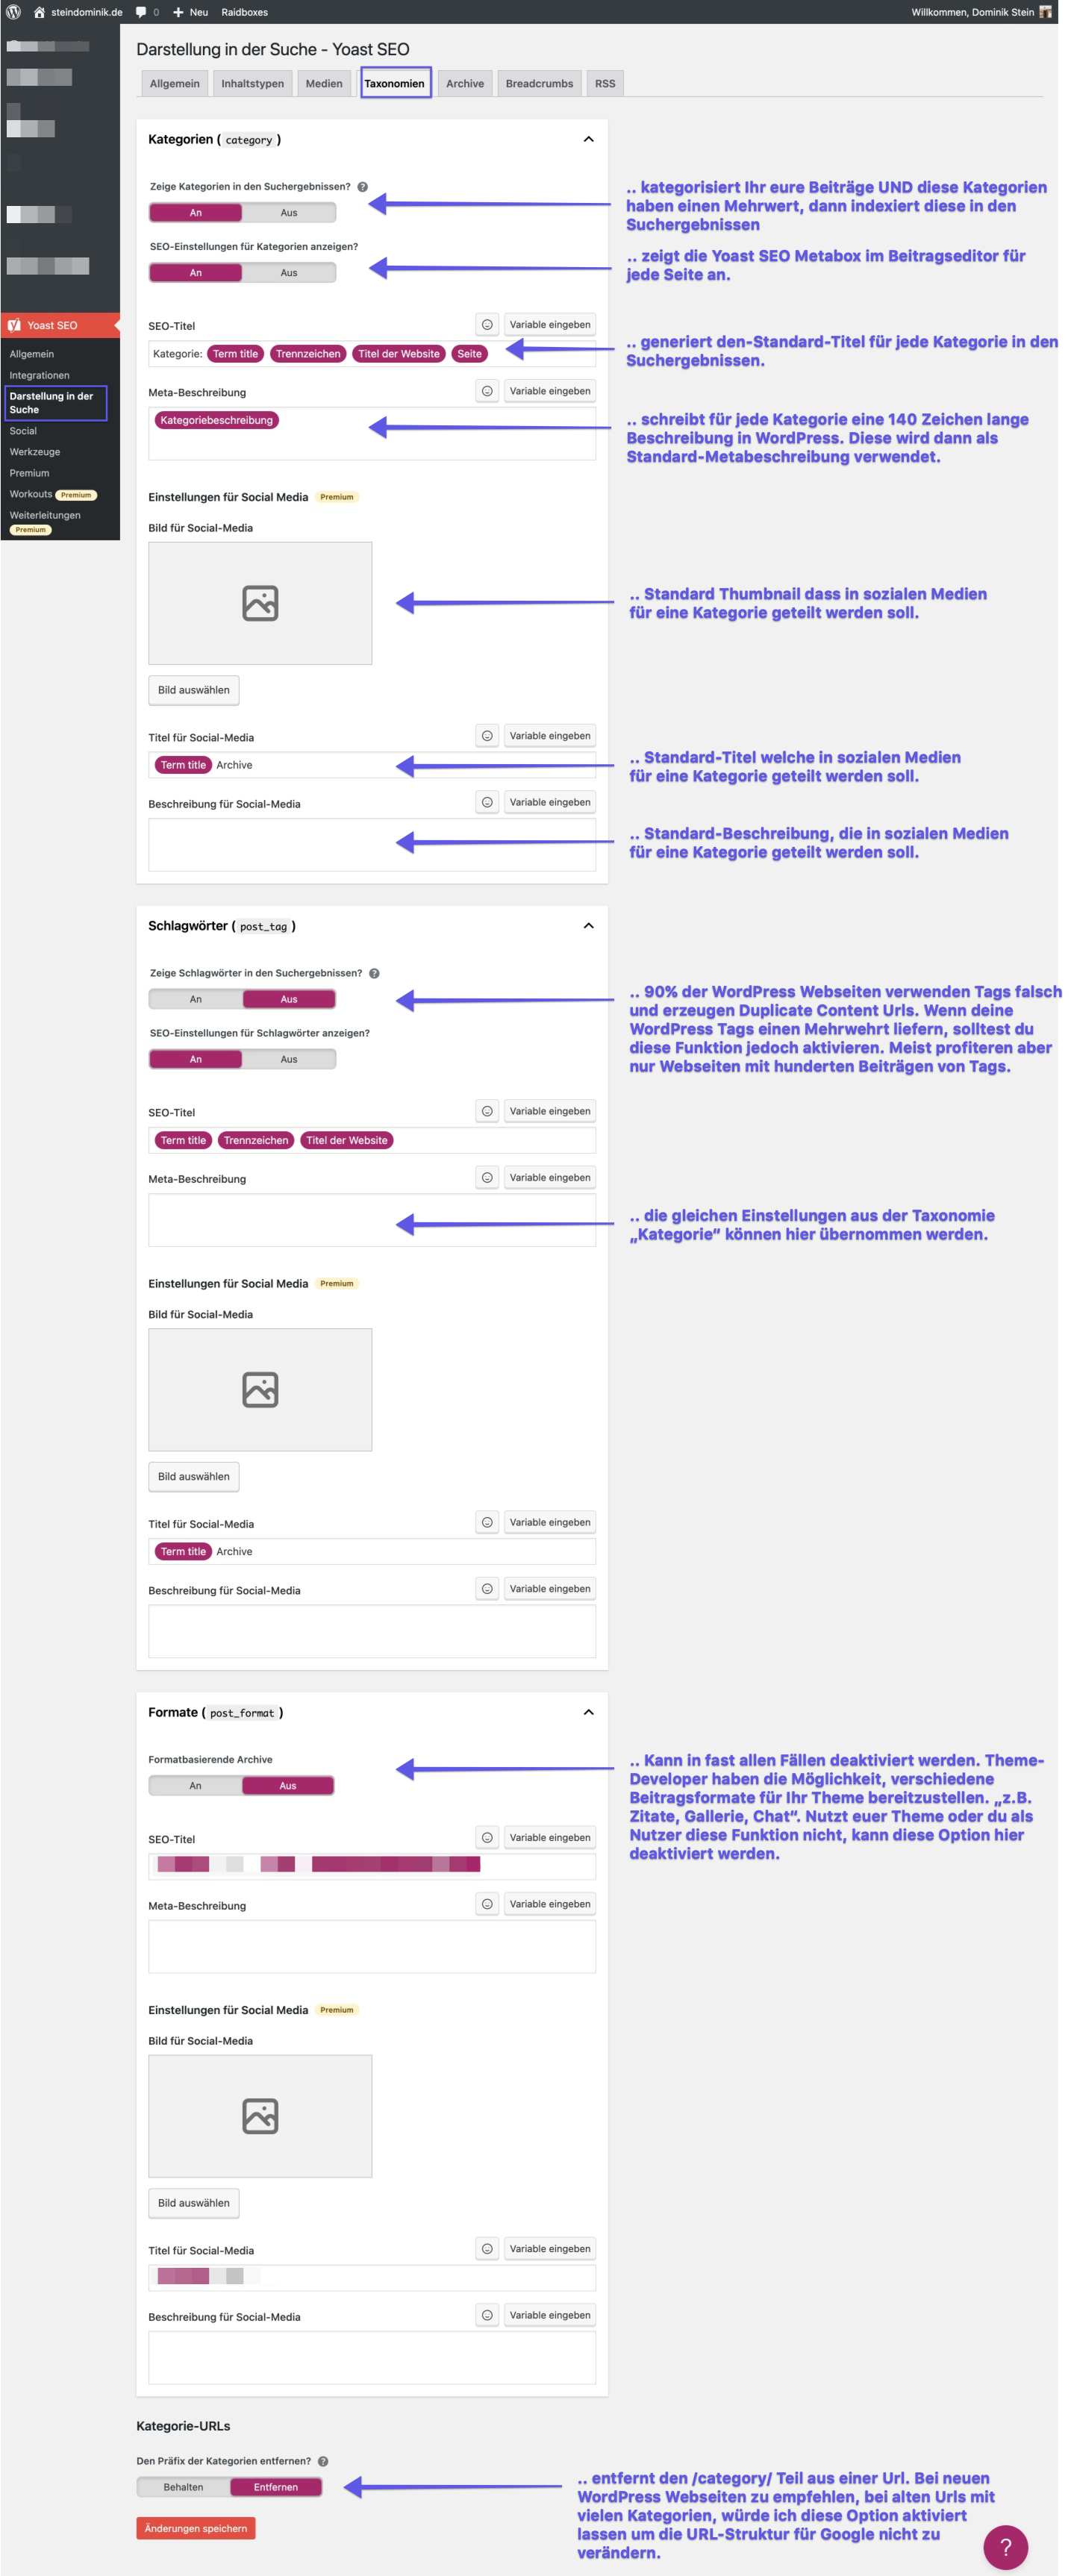 steindominik.de 0 + Neu Raidboxes Willkommen, Dominik Stein
Darstellung in der Suche - Yoast SEO
Allgemein Inhaltstypen Medien Taxonomien Archive Breadcrumbs RSS
Yoast SEO
Allgemein
Integrationen
Darstellung in der
Suche
Social
Werkzeuge
Premium
Workouts Premium
Weiterleitungen
Premium
Kategorien ( category )
Zeige Kategorien in den Suchergebnissen? ?
An Aus
.. kategorisiert Ihr eure Beiträge UND diese Kategorien
haben einen Mehrwert, dann indexiert diese in den
Suchergebnissen
SEO-Einstellungen für Kategorien anzeigen?
An Aus
.. zeigt die Yoast SEO Metabox im Beitragseditor für
jede Seite an.
SEO-Titel Variable eingeben
Kategorie: Term title Trennzeichen Titel der Website Seite
.. generiert den-Standard-Titel für jede Kategorie in den
Suchergebnissen.
Meta-Beschreibung Variable eingeben
Kategoriebeschreibung
.. schreibt für jede Kategorie eine 140 Zeichen lange
Beschreibung in WordPress. Diese wird dann als
Standard-Metabeschreibung verwendet.
Einstellungen für Social Media Premium
Bild für Social-Media
.. Standard Thumbnail dass in sozialen Medien
für eine Kategorie geteilt werden soll.
Bild auswählen
Titel für Social-Media Variable eingeben
Term title Archive
.. Standard-Titel welche in sozialen Medien
für eine Kategorie geteilt werden soll.
Beschreibung für Social-Media Variable eingeben
.. Standard-Beschreibung, die in sozialen Medien
für eine Kategorie geteilt werden soll.
Schlagwörter ( post_tag )
Zeige Schlagwörter in den Suchergebnissen? ?
An Aus
.. 90% der WordPress Webseiten verwenden Tags falsch
und erzeugen Duplicate Content Urls. Wenn deine
WordPress Tags einen Mehrwehrt liefern, solltest du
diese Funktion jedoch aktivieren. Meist profiteren aber
nur Webseiten mit hunderten Beiträgen von Tags.
SEO-Einstellungen für Schlagwörter anzeigen?
An Aus
SEO-Titel Variable eingeben
Term title Trennzeichen Titel der Website
Meta-Beschreibung Variable eingeben
.. die gleichen Einstellungen aus der Taxonomie
„Kategorie“ können hier übernommen werden.
Einstellungen für Social Media Premium
Bild für Social-Media
Bild auswählen
Titel für Social-Media Variable eingeben
Term title Archive
Beschreibung für Social-Media Variable eingeben
Formate ( post_format )
Formatbasierende Archive
An Aus
.. Kann in fast allen Fällen deaktiviert werden. Theme-
Developer haben die Möglichkeit, verschiedene
Beitragsformate für Ihr Theme bereitzustellen. „z.B.
Zitate, Gallerie, Chat“. Nutzt euer Theme oder du als
Nutzer diese Funktion nicht, kann diese Option hier
deaktiviert werden.
SEO-Titel Variable eingeben
Meta-Beschreibung Variable eingeben
Einstellungen für Social Media Premium
Bild für Social-Media
Bild auswählen
Titel für Social-Media Variable eingeben
Beschreibung für Social-Media Variable eingeben
Kategorie-URLs
Den Präfix der Kategorien entfernen? ?
Behalten Entfernen
.. entfernt den /category/ Teil aus einer Url. Bei neuen
WordPress Webseiten zu empfehlen, bei alten Urls mit
vielen Kategorien, würde ich diese Option aktiviert
lassen um die URL-Struktur für Google nicht zu
verändern.
Änderungen speichern
?